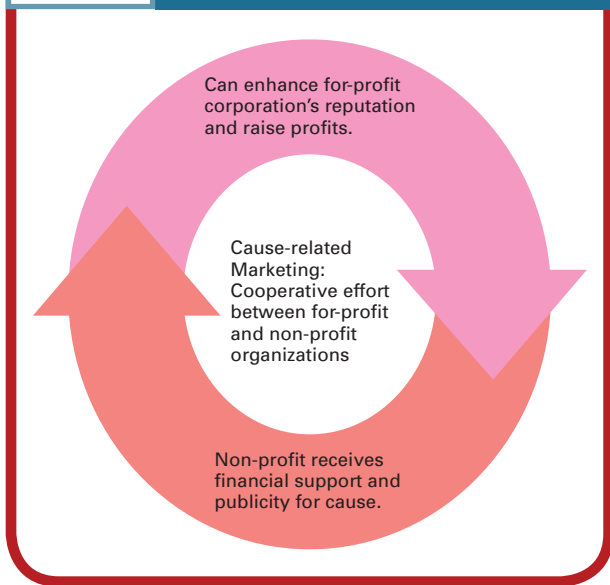 Can enhance for-profit
corporation's reputation
and raise profits.
Cause-related
Marketing:
Cooperative effort
between for-profit
and non-profit
organizations
Non-profit receives
financial support and
publicity for cause.